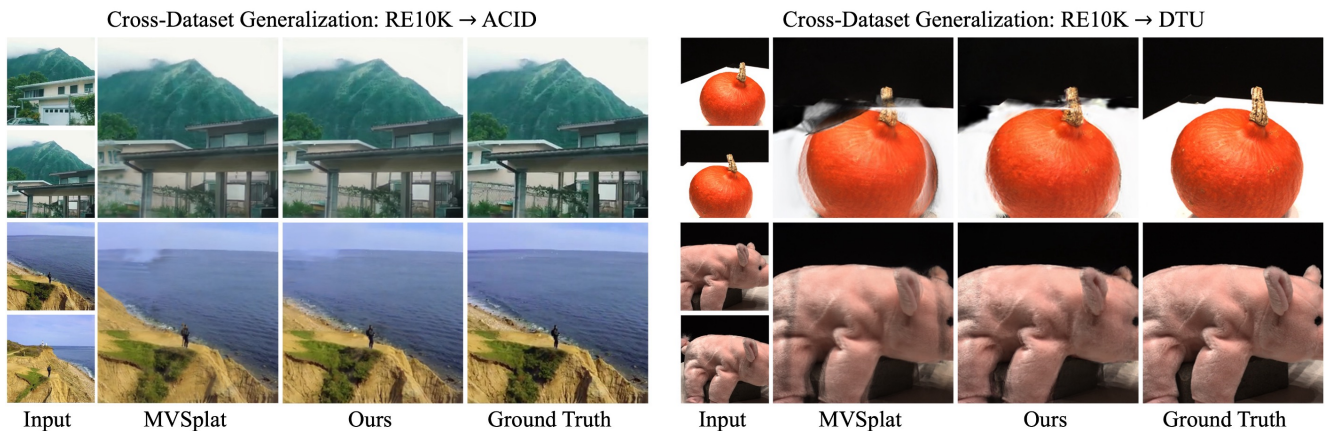 Cross-Dataset Generalization: RE10K → ACID
Cross-Dataset Generalization: RE10K → DTU
Input MVSplat Ours Ground Truth
Input MVSplat Ours Ground Truth